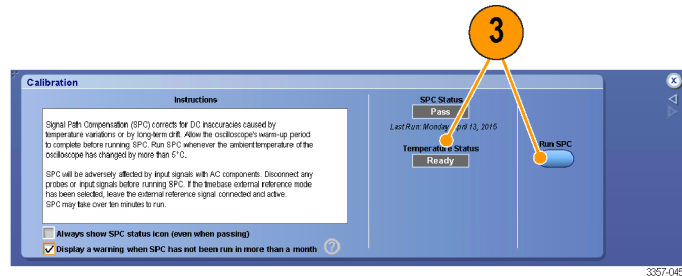 3
Calibration
Instructions
Signal Path Compensation (SPC) corrects for DC inaccuracies caused by
temperature variations or by long-term drift. Allow the oscilloscope's warm-up period
to complete before running SPC. Run SPC whenever the ambient temperature of the
oscilloscope has changed by more than 5°C.
SPC will be adversely affected by input signals with AC components. Disconnect any
probes or input signals before running SPC. If the timebase external reference mode
has been selected, leave the external reference signal connected and active.
SPC may take over ten minutes to run.
Always show SPC status icon (even when passing)
Display a warning when SPC has not been run in more than a month
?
SPC Status
Pass
Last Run: Monday, April 13, 2015
Temperature Status
Ready
Run SPC
X
3357-045